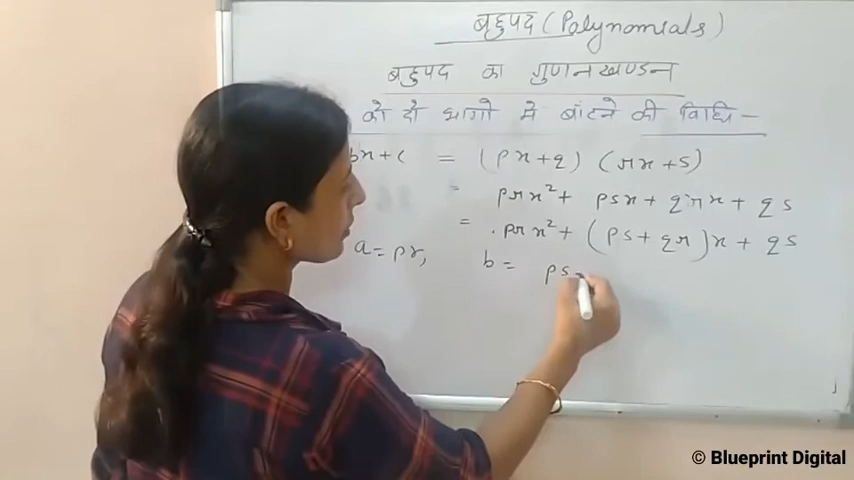 बहुपद (Polynomials)
बहुपद का गुणनखण्डन
को दो भागो में बांटने की विधि -
bx + c = (px + q) (rx + s)
= prx² + psx + qrx + qs
= prx² + (ps + qr)x + qs
a = pr, b = ps+
© Blueprint Digital